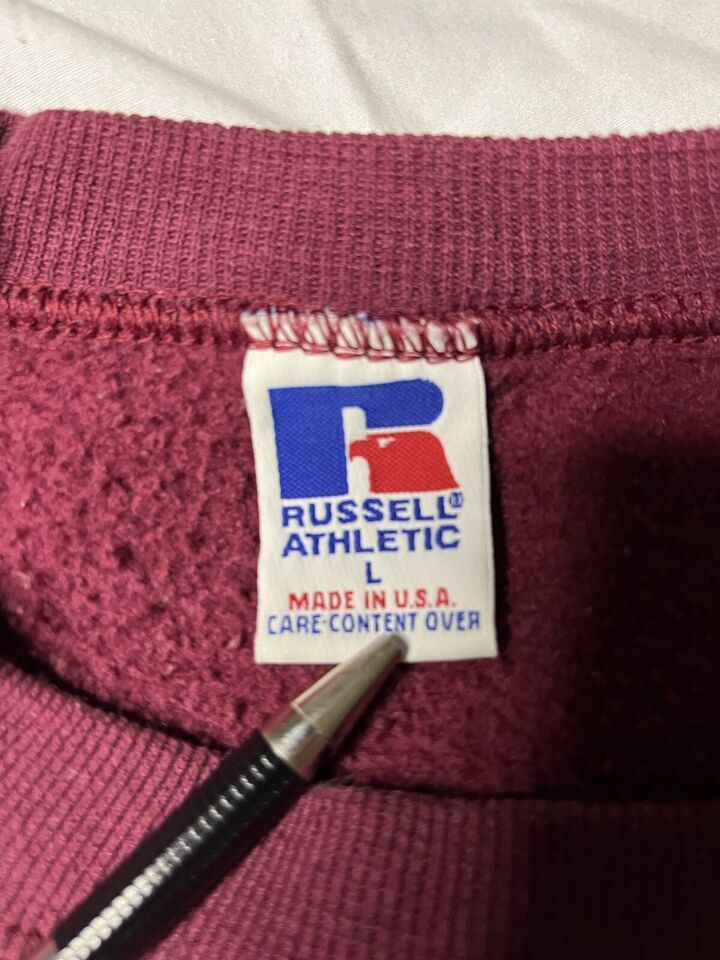 RUSSELL®
ATHLETIC
L
MADE IN U.S.A.
CARE·CONTENT OVER